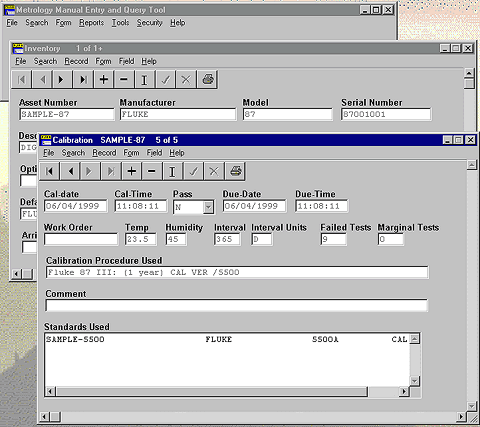 Metrology Manual Entry and Query Tool
File Search Form Reports Tools Security Help
Inventory 1 of 1+
File Search Record Form Field Help
Asset Number Manufacturer Model Serial Number
SAMPLE-87 FLUKE 87 87001001
Desc
DIG
Opti
Defa
FLU
Arri
Calibration SAMPLE-87 5 of 5
File Search Record Form Field Help
Cal-date Cal-Time Pass Due-Date Due-Time
06/04/1999 11:08:11 N 06/04/1999 11:08:11
Work Order Temp Humidity Interval Interval Units Failed Tests Marginal Tests
23.5 45 365 D 9 0
Calibration Procedure Used
Fluke 87 III: (1 year) CAL VER /5500
Comment
Standards Used
SAMPLE-5500 FLUKE 5500A CAL